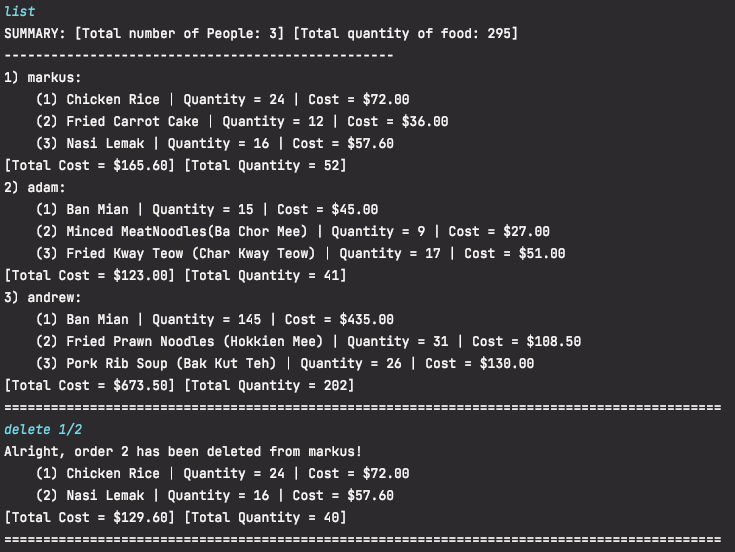 list
SUMMARY: [Total number of People: 3] [Total quantity of food: 295]
--------------------------------------------------
1) markus:
    (1) Chicken Rice | Quantity = 24 | Cost = $72.00
    (2) Fried Carrot Cake | Quantity = 12 | Cost = $36.00
    (3) Nasi Lemak | Quantity = 16 | Cost = $57.60
[Total Cost = $165.60] [Total Quantity = 52]
2) adam:
    (1) Ban Mian | Quantity = 15 | Cost = $45.00
    (2) Minced MeatNoodles(Ba Chor Mee) | Quantity = 9 | Cost = $27.00
    (3) Fried Kway Teow (Char Kway Teow) | Quantity = 17 | Cost = $51.00
[Total Cost = $123.00] [Total Quantity = 41]
3) andrew:
    (1) Ban Mian | Quantity = 145 | Cost = $435.00
    (2) Fried Prawn Noodles (Hokkien Mee) | Quantity = 31 | Cost = $108.50
    (3) Pork Rib Soup (Bak Kut Teh) | Quantity = 26 | Cost = $130.00
[Total Cost = $673.50] [Total Quantity = 202]
============================================================================================
delete 1/2
Alright, order 2 has been deleted from markus!
    (1) Chicken Rice | Quantity = 24 | Cost = $72.00
    (2) Nasi Lemak | Quantity = 16 | Cost = $57.60
[Total Cost = $129.60] [Total Quantity = 40]
============================================================================================